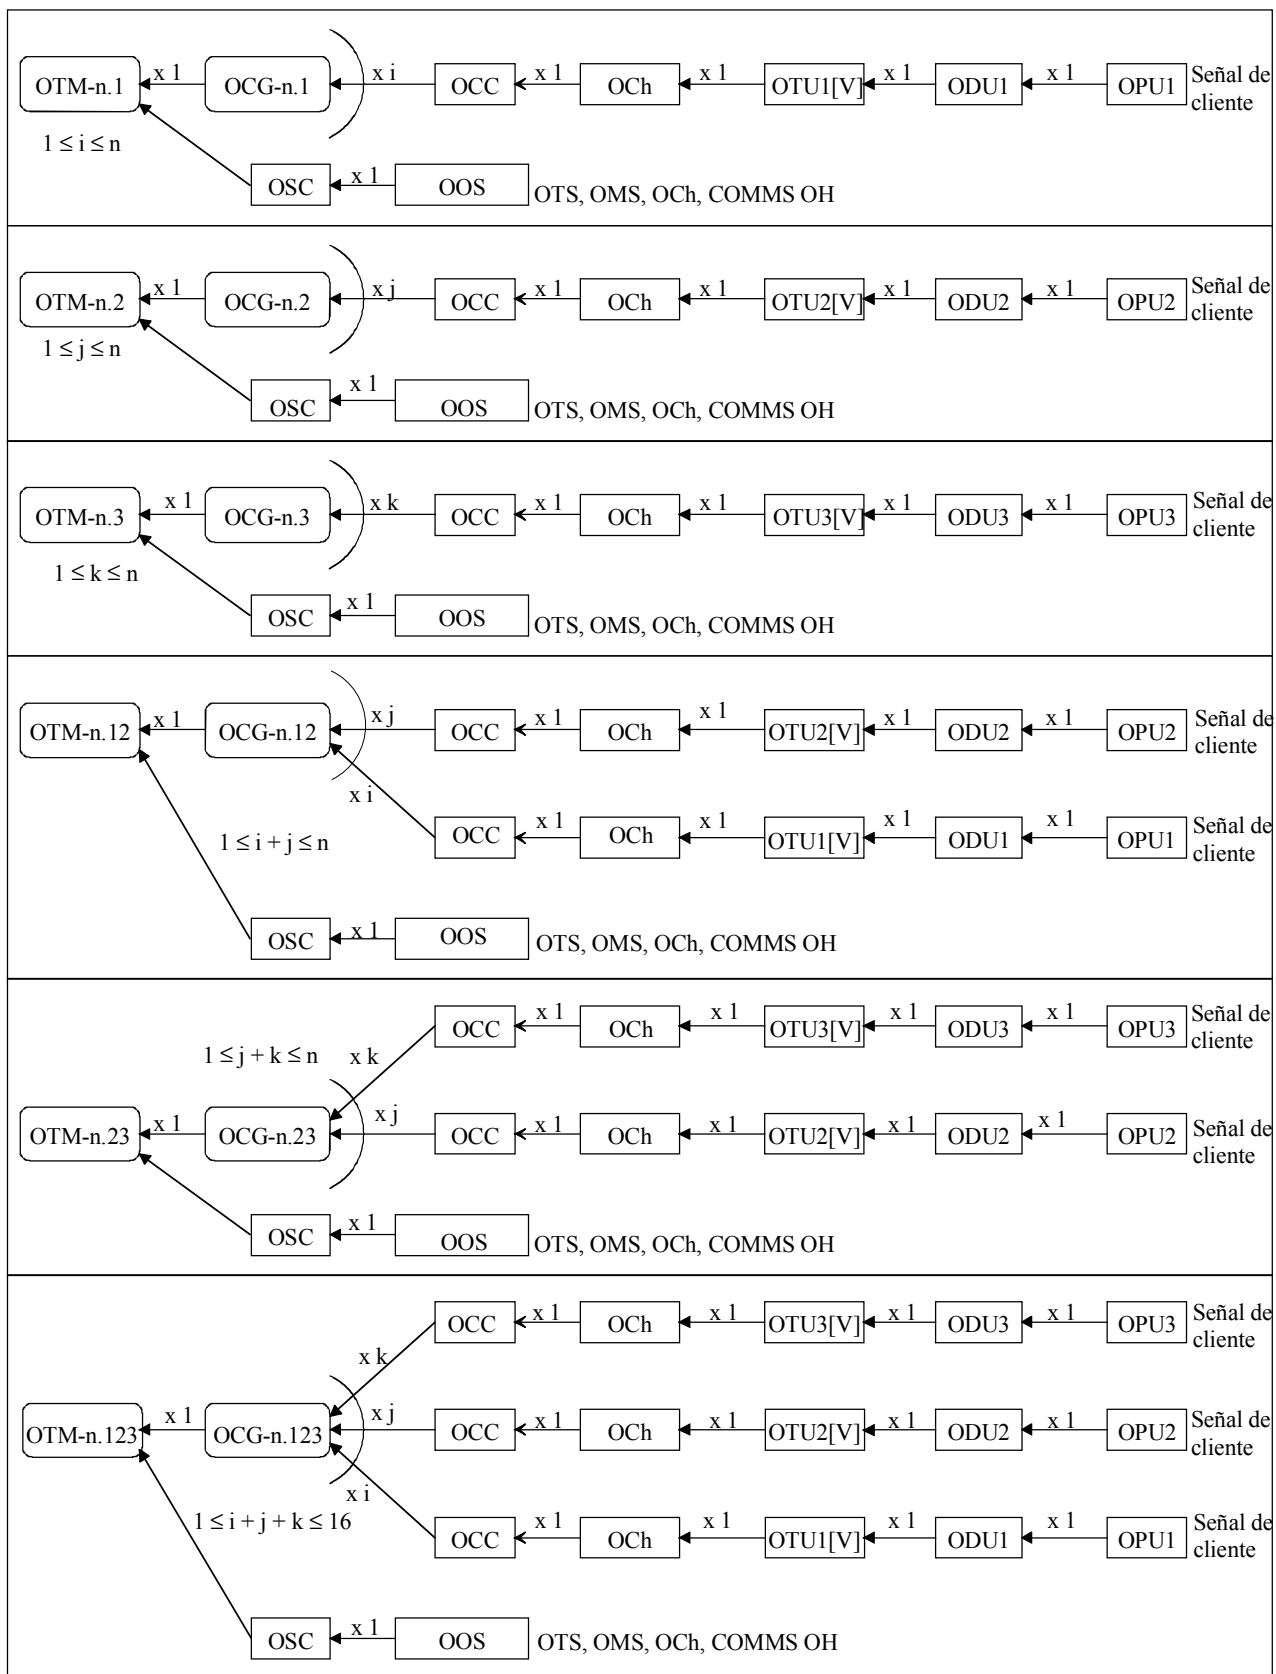 OTM-n.1 x 1 OCG-n.1 x i OCC x 1 OCh x 1 OTU1[V] x 1 ODU1 x 1 OPU1 Señal de
cliente
1 ≤ i ≤ n
OSC x 1 OOS OTS, OMS, OCh, COMMS OH
OTM-n.2 x 1 OCG-n.2 x j OCC x 1 OCh x 1 OTU2[V] x 1 ODU2 x 1 OPU2 Señal de
cliente
1 ≤ j ≤ n
OSC x 1 OOS OTS, OMS, OCh, COMMS OH
OTM-n.3 x 1 OCG-n.3 x k OCC x 1 OCh x 1 OTU3[V] x 1 ODU3 x 1 OPU3 Señal de
cliente
1 ≤ k ≤ n
OSC x 1 OOS OTS, OMS, OCh, COMMS OH
OTM-n.12 x 1 OCG-n.12 x j OCC x 1 OCh x 1 OTU2[V] x 1 ODU2 x 1 OPU2 Señal de
cliente
x i OCC x 1 OCh x 1 OTU1[V] x 1 ODU1 x 1 OPU1 Señal de
cliente
1 ≤ i + j ≤ n
OSC x 1 OOS OTS, OMS, OCh, COMMS OH
x k OCC x 1 OCh x 1 OTU3[V] x 1 ODU3 x 1 OPU3 Señal de
cliente
1 ≤ j + k ≤ n
OTM-n.23 x 1 OCG-n.23 x j OCC x 1 OCh x 1 OTU2[V] x 1 ODU2 x 1 OPU2 Señal de
cliente
OSC x 1 OOS OTS, OMS, OCh, COMMS OH
x k OCC x 1 OCh x 1 OTU3[V] x 1 ODU3 x 1 OPU3 Señal de
cliente
OTM-n.123 x 1 OCG-n.123 x j OCC x 1 OCh x 1 OTU2[V] x 1 ODU2 x 1 OPU2 Señal de
cliente
x i OCC x 1 OCh x 1 OTU1[V] x 1 ODU1 x 1 OPU1 Señal de
cliente
1 ≤ i + j + k ≤ 16
OSC x 1 OOS OTS, OMS, OCh, COMMS OH